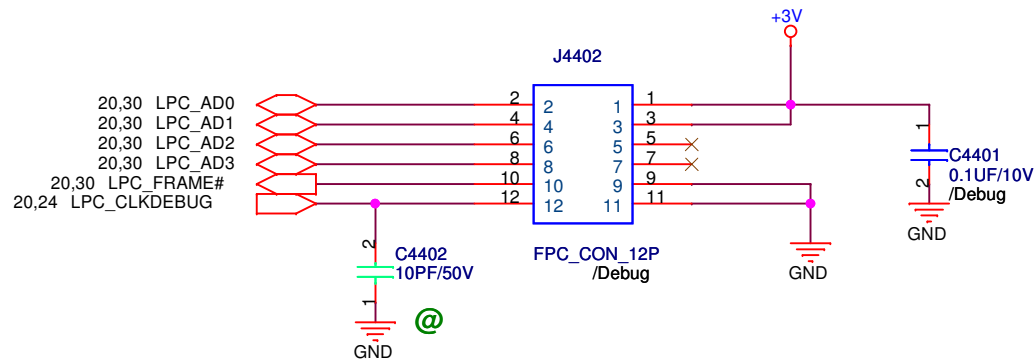 +3V
J4402
20,30 LPC_AD0 2 2 1 1
20,30 LPC_AD1 4 4 3 3
20,30 LPC_AD2 6 6 5 5
20,30 LPC_AD3 8 8 7 7
20,30 LPC_FRAME# 10 10 9 9
20,24 LPC_CLKDEBUG 12 12 11 11
1
C4401
0.1UF/10V
2
/Debug
GND
2
C4402
10PF/50V
1
@
GND
FPC_CON_12P
/Debug
GND